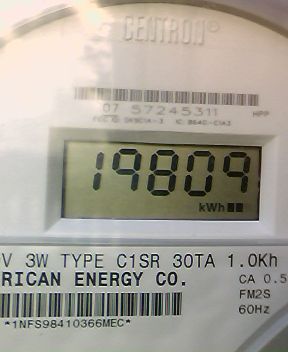 CENTRON®
07 57245311 HPP
19809
kWh
V 3W TYPE C1SR 30TA 1.0Kh
RICAN ENERGY CO.
CA 0.5
FM2S
60Hz
*1NFS98410366MEC*